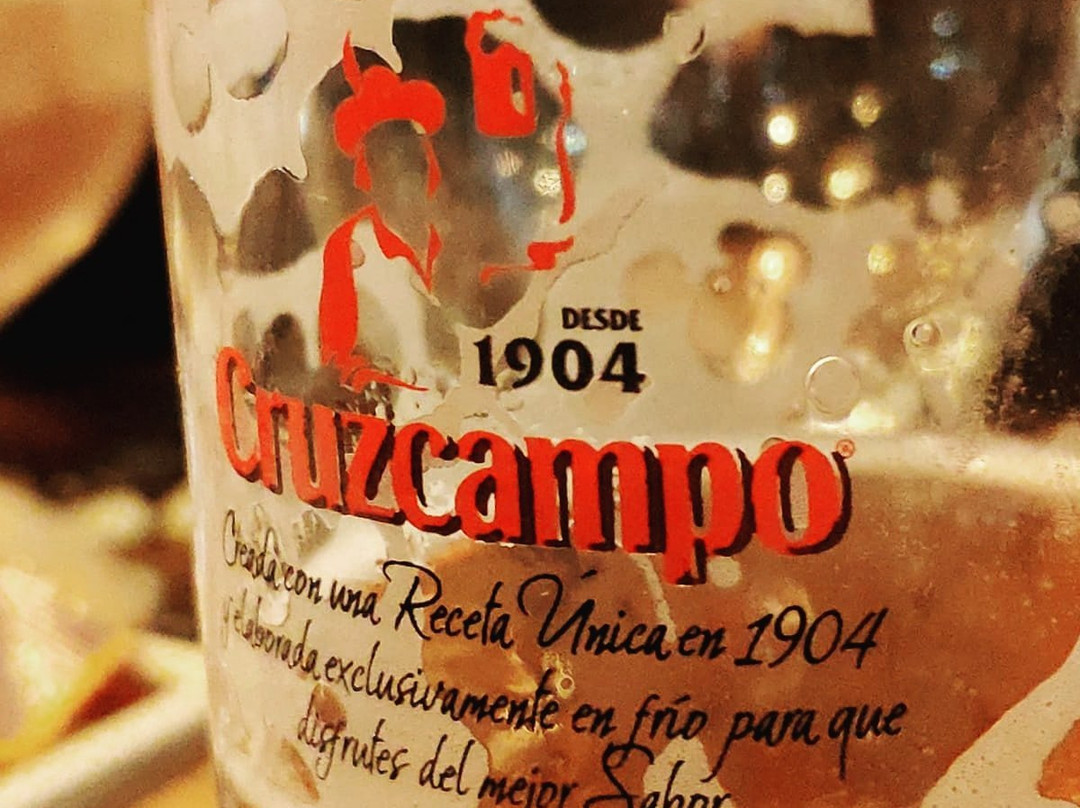 DESDE
1904
Cruzcampo®
Creada con una Receta Única en 1904
y elaborada exclusivamente en frío para que
disfrutes del mejor Sabor